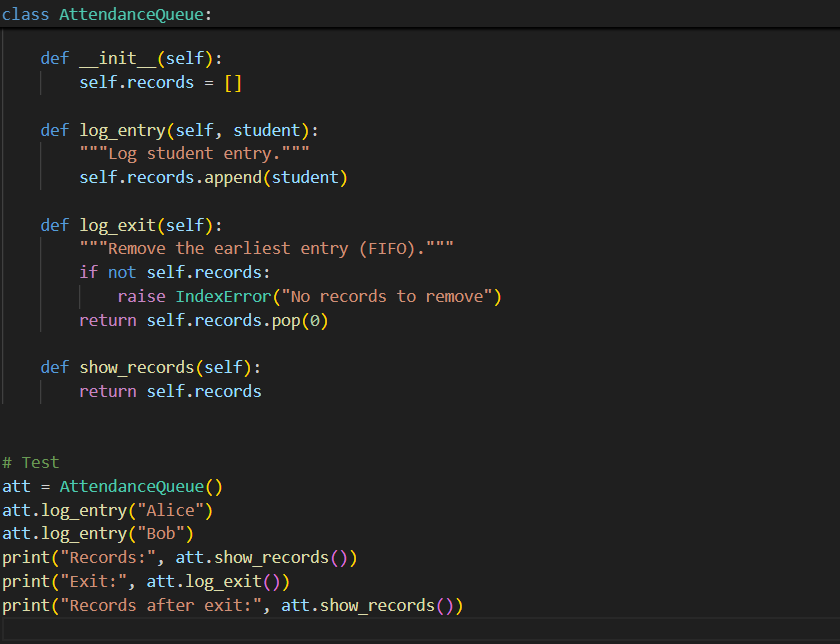 class AttendanceQueue:
def __init__(self):
self.records = []
def log_entry(self, student):
"""Log student entry."""
self.records.append(student)
def log_exit(self):
"""Remove the earliest entry (FIFO)."""
if not self.records:
raise IndexError("No records to remove")
return self.records.pop(0)
def show_records(self):
return self.records
# Test
att = AttendanceQueue()
att.log_entry("Alice")
att.log_entry("Bob")
print("Records:", att.show_records())
print("Exit:", att.log_exit())
print("Records after exit:", att.show_records())